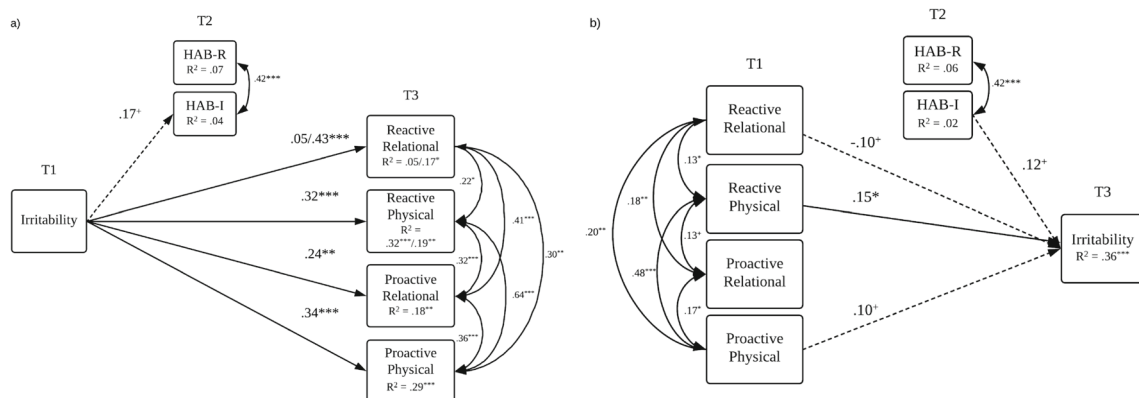 a)
T2
HAB-R
R² = .07
.42***
HAB-I
R² = .04
.17⁺
T3
T1
Irritability
.05/.43***
.32***
.24**
.34***
Reactive
Relational
R² = .05/.17*
Reactive
Physical
R² =
.32***/.19**
Proactive
Relational
R² = .18**
Proactive
Physical
R² = .29***
.22*
.41***
.30**
.32***
.64***
.36***
b)
T2
HAB-R
R² = .06
.42***
HAB-I
R² = .02
T1
Reactive
Relational
Reactive
Physical
Proactive
Relational
Proactive
Physical
.13*
.18**
.20**
.13⁺
.48***
.17*
-.10⁺
.12⁺
.15*
.10⁺
T3
Irritability
R² = .36***